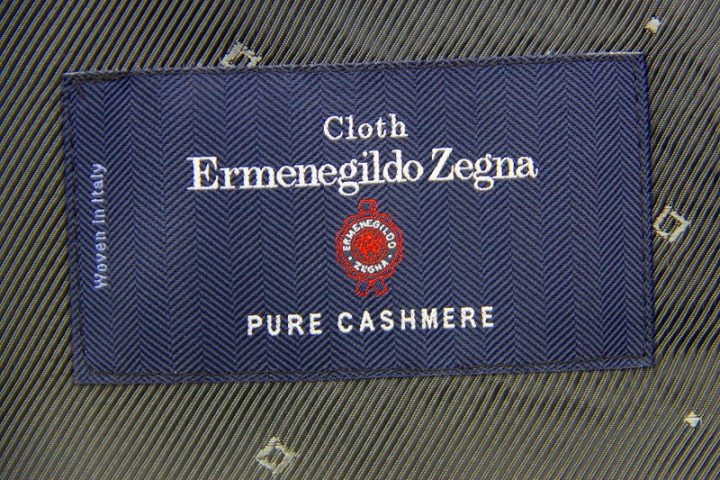 Cloth
Ermenegildo Zegna
ERMENEGILDO
ZEGNA
PURE CASHMERE
Woven in Italy